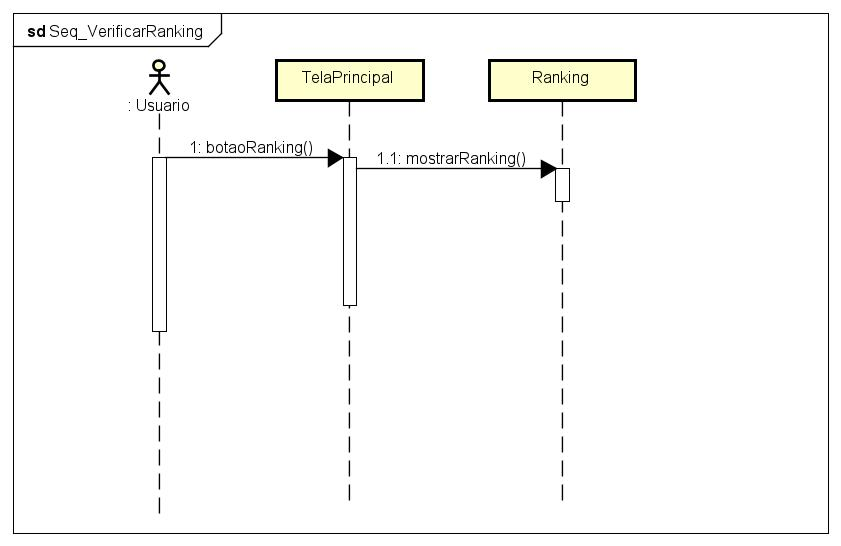 sd Seq_VerificarRanking
: Usuario
TelaPrincipal
Ranking
1: botaoRanking()
1.1: mostrarRanking()